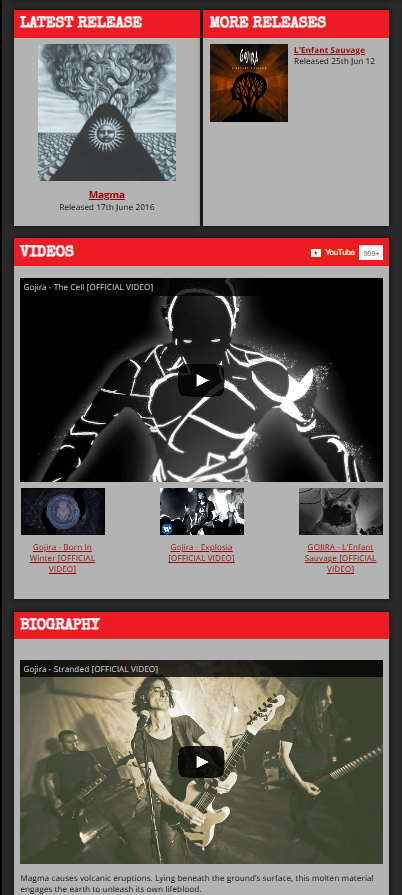 LATEST RELEASE
MORE RELEASES
GOJIRA
L'ENFANT SAUVAGE
L'Enfant Sauvage
Released 25th Jun 12
Magma
Released 17th June 2016
VIDEOS
YouTube 999+
Gojira - The Cell [OFFICIAL VIDEO]
Gojira - Born In
Winter [OFFICIAL
VIDEO]
Gojira - Explosia
[OFFICIAL VIDEO]
GOJIRA - L'Enfant
Sauvage [OFFICIAL
VIDEO]
BIOGRAPHY
Gojira - Stranded [OFFICIAL VIDEO]
Magma causes volcanic eruptions. Lying beneath the ground's surface, this molten material
engages the earth to unleash its own lifeblood.